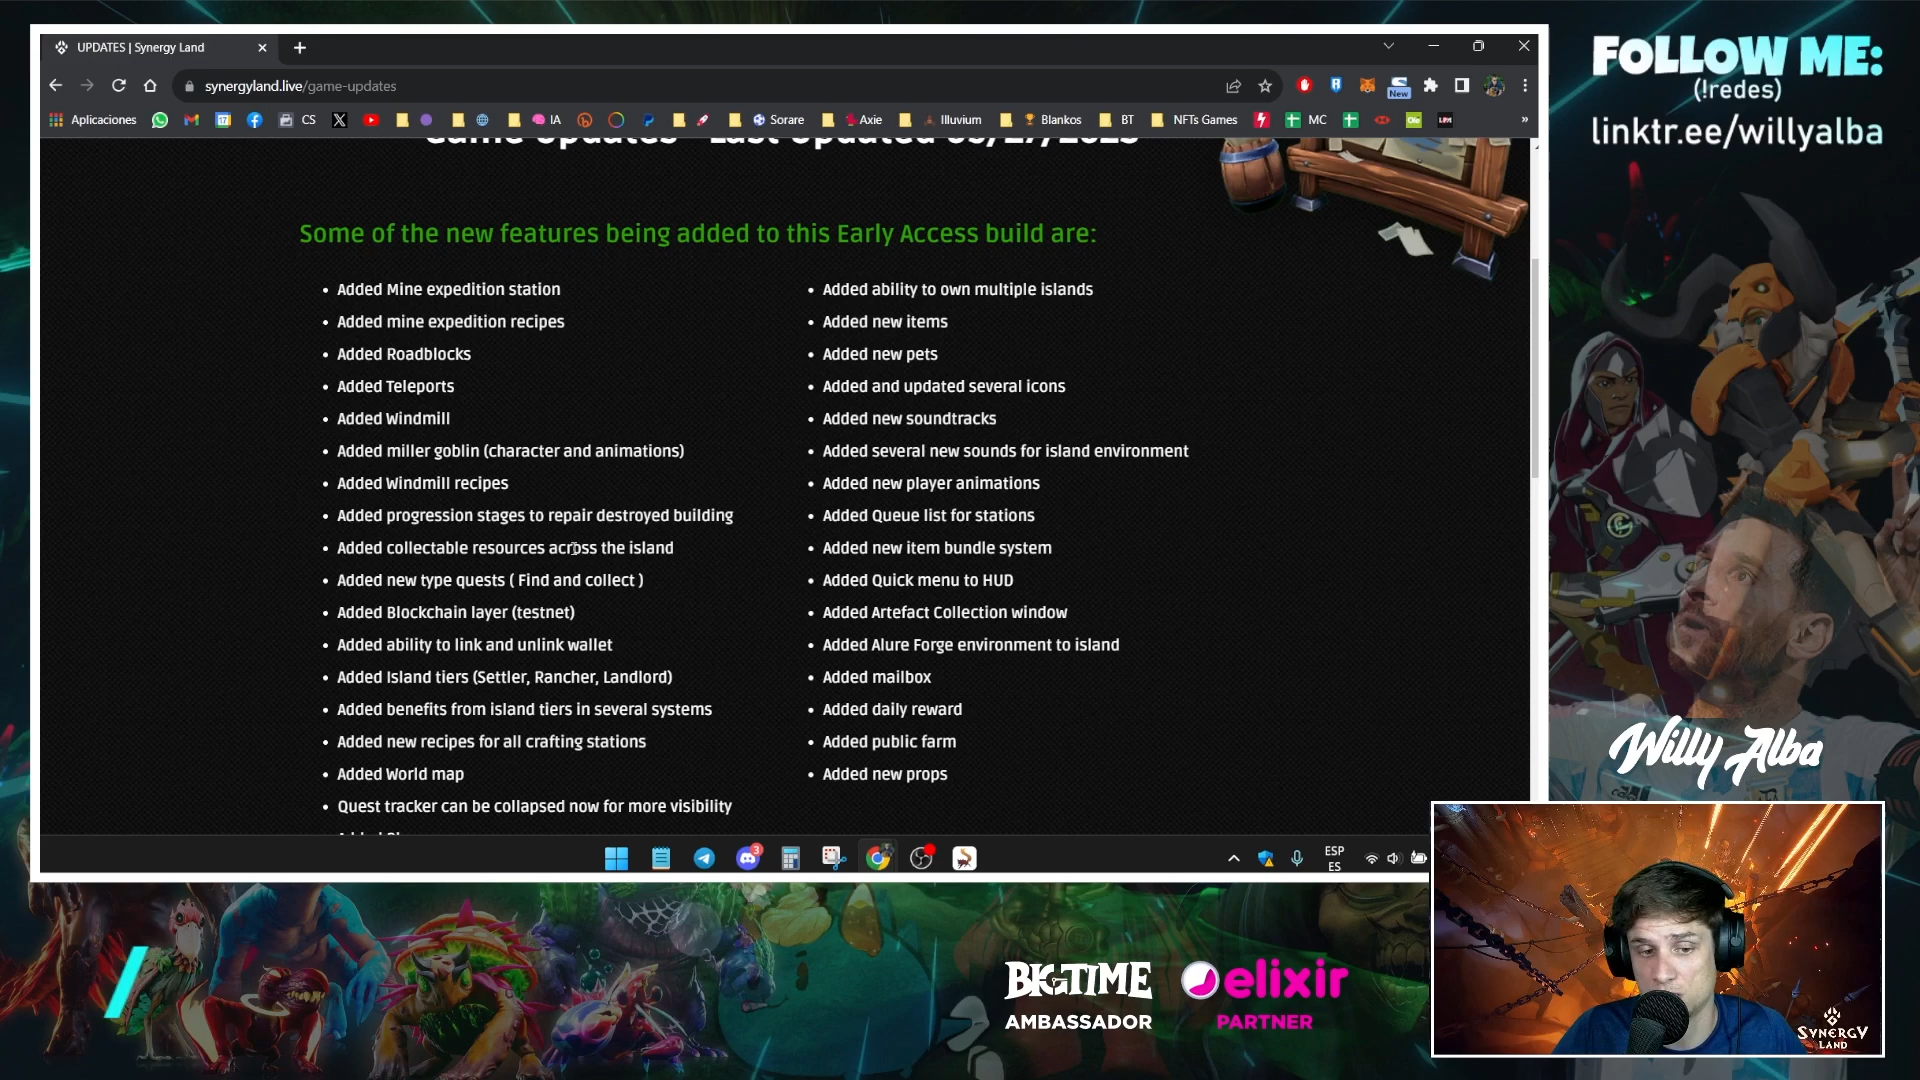 UPDATES | Synergy Land
synergyland.live/game-updates
New
Aplicaciones
CS
IA
Sorare
Axie
Illuvium
Blankos
BT
NFTs Games
MC
Some of the new features being added to this Early Access build are:
• Added Mine expedition station
• Added mine expedition recipes
• Added Roadblocks
• Added Teleports
• Added Windmill
• Added miller goblin (character and animations)
• Added Windmill recipes
• Added progression stages to repair destroyed building
• Added collectable resources across the island
• Added new type quests ( Find and collect )
• Added Blockchain layer (testnet)
• Added ability to link and unlink wallet
• Added Island tiers (Settler, Rancher, Landlord)
• Added benefits from island tiers in several systems
• Added new recipes for all crafting stations
• Added World map
• Quest tracker can be collapsed now for more visibility
• Added ability to own multiple islands
• Added new items
• Added new pets
• Added and updated several icons
• Added new soundtracks
• Added several new sounds for island environment
• Added new player animations
• Added Queue list for stations
• Added new item bundle system
• Added Quick menu to HUD
• Added Artefact Collection window
• Added Alure Forge environment to island
• Added mailbox
• Added daily reward
• Added public farm
• Added new props
3
ESP
ES
FOLLOW ME:
(!redes)
linktr.ee/willyalba
Willy Alba
BIGTIME
AMBASSADOR
elixir
PARTNER
SYNERGY
LAND